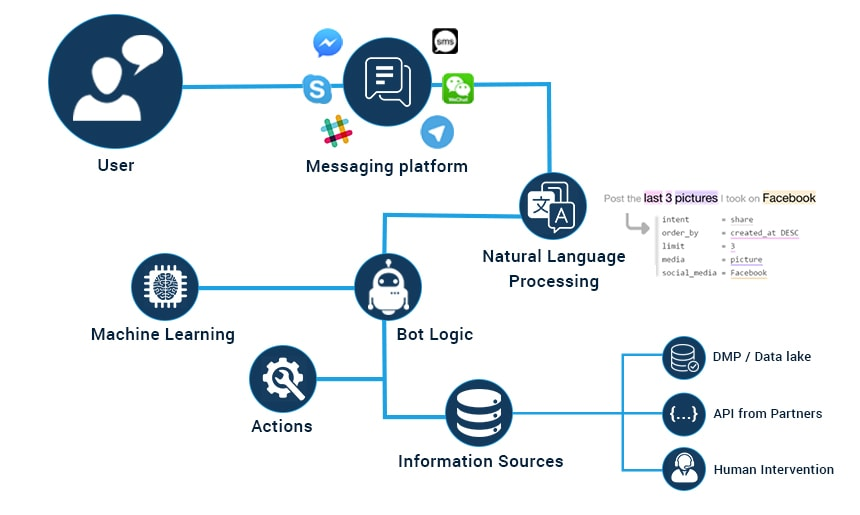 sms
S
WeChat
User
Messaging platform
文
A
Natural Language
Processing
Post the last 3 pictures I took on Facebook
intent = share
order_by = created_at DESC
limit = 3
media = picture
social_media = Facebook
Machine Learning
Bot Logic
Actions
Information Sources
DMP / Data lake
{...}
API from Partners
Human Intervention